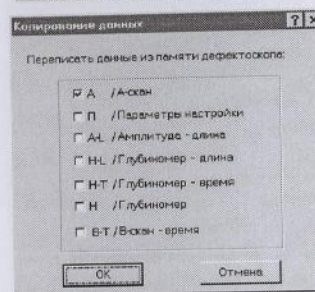 Копирование данных
Переписать данные из памяти дефектоскопа:
А /А-скан
П /Параметры настройки
A-L /Амплитуда - длина
H-L /Глубиномер - длина
H-T /Глубиномер - время
H /Глубиномер
B-T /В-скан - время
OK
Отмена